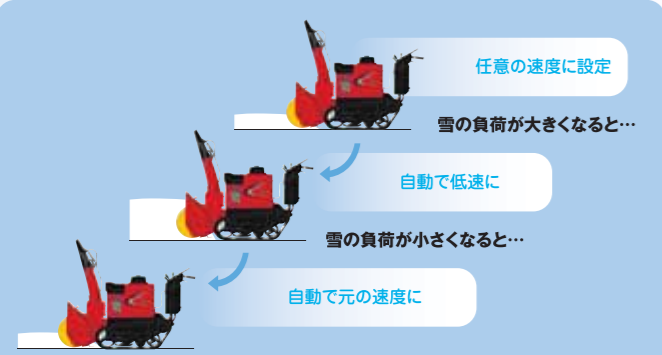 任意の速度に設定
雪の負荷が大きくなると…
自動で低速に
雪の負荷が小さくなると…
自動で元の速度に